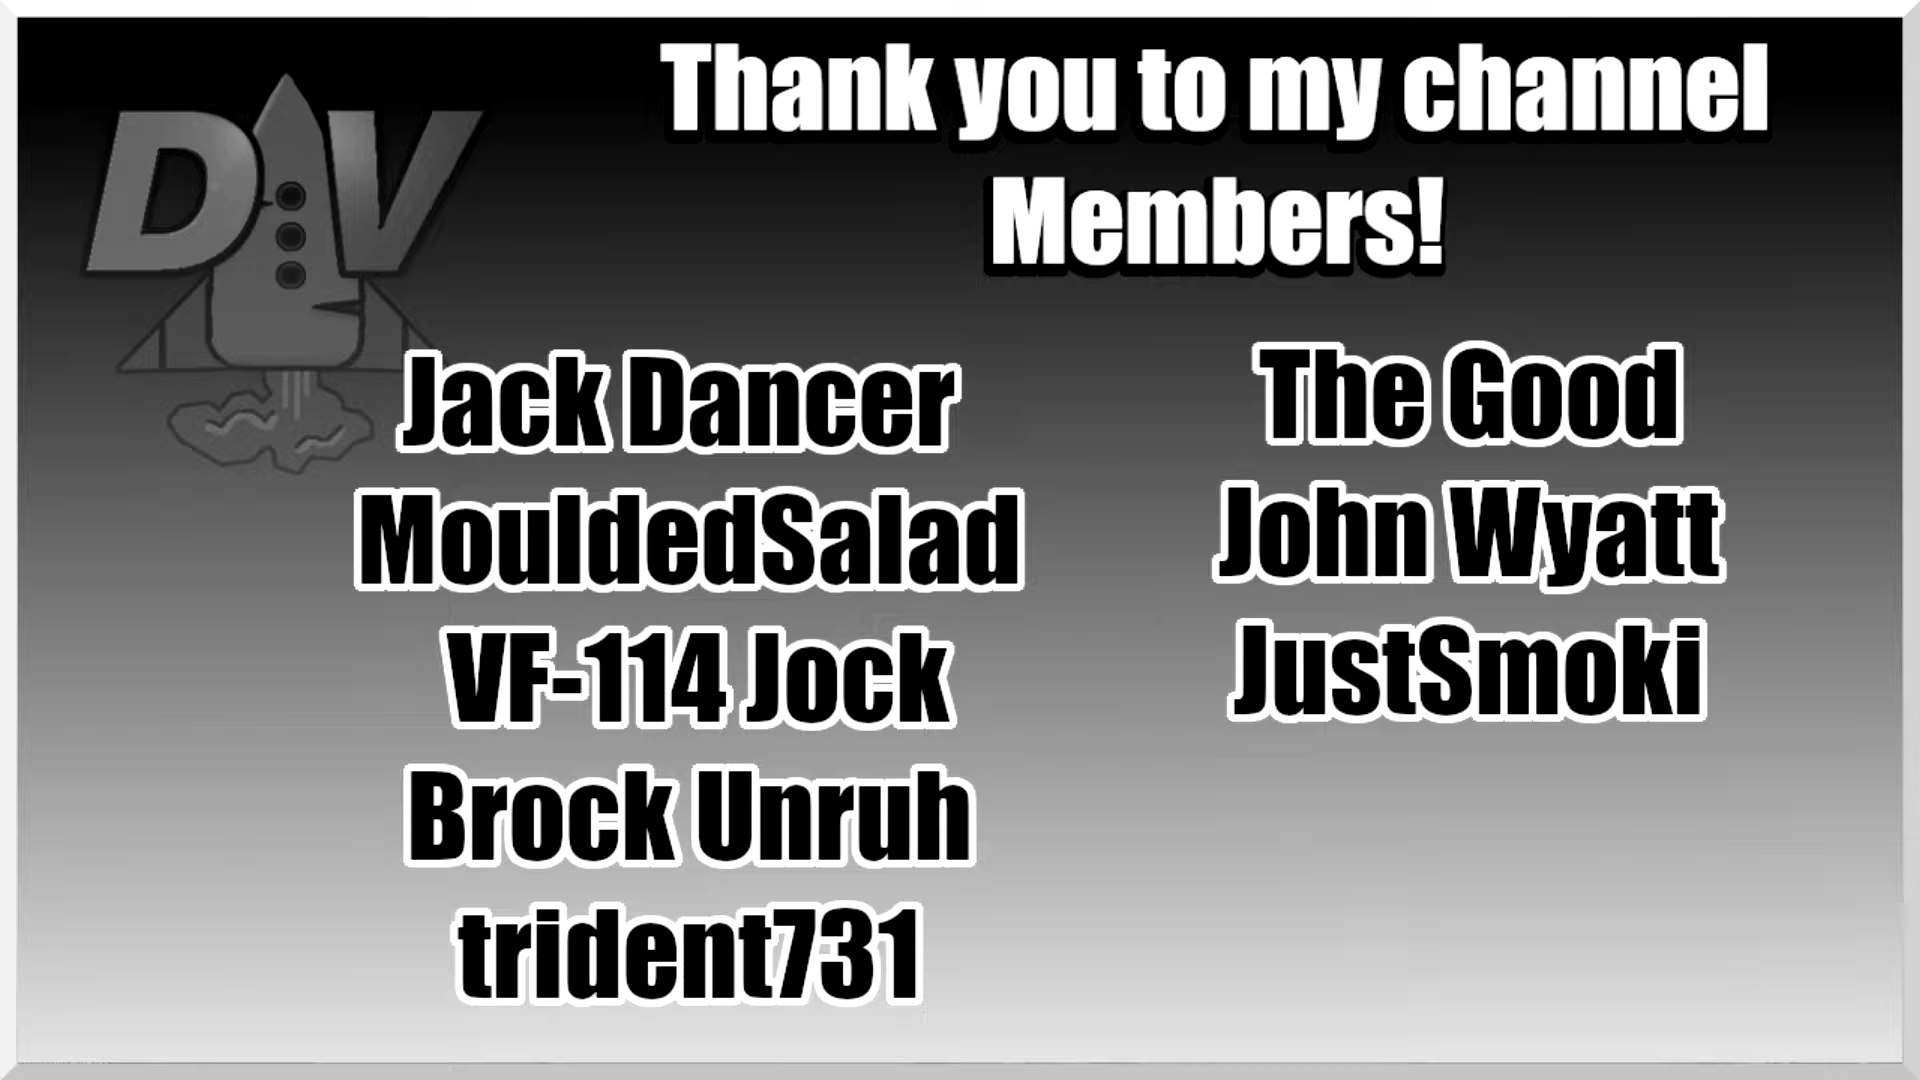 DV
Thank you to my channel
Members!
Jack Dancer
MouldedSalad
VF-114 Jock
Brock Unruh
trident731
The Good
John Wyatt
JustSmoki